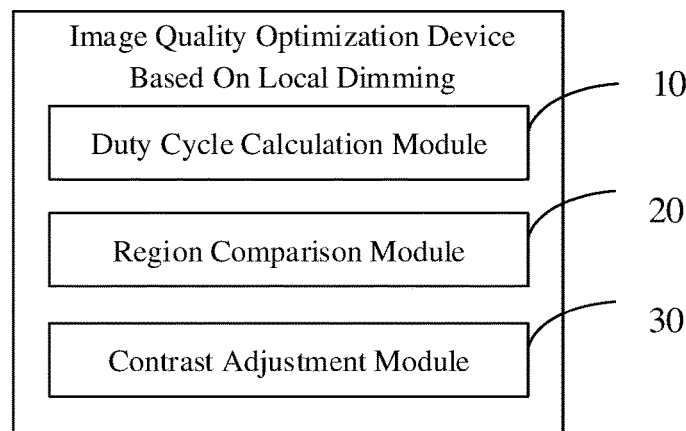 Image Quality Optimization Device
Based On Local Dimming
10
Duty Cycle Calculation Module
20
Region Comparison Module
30
Contrast Adjustment Module